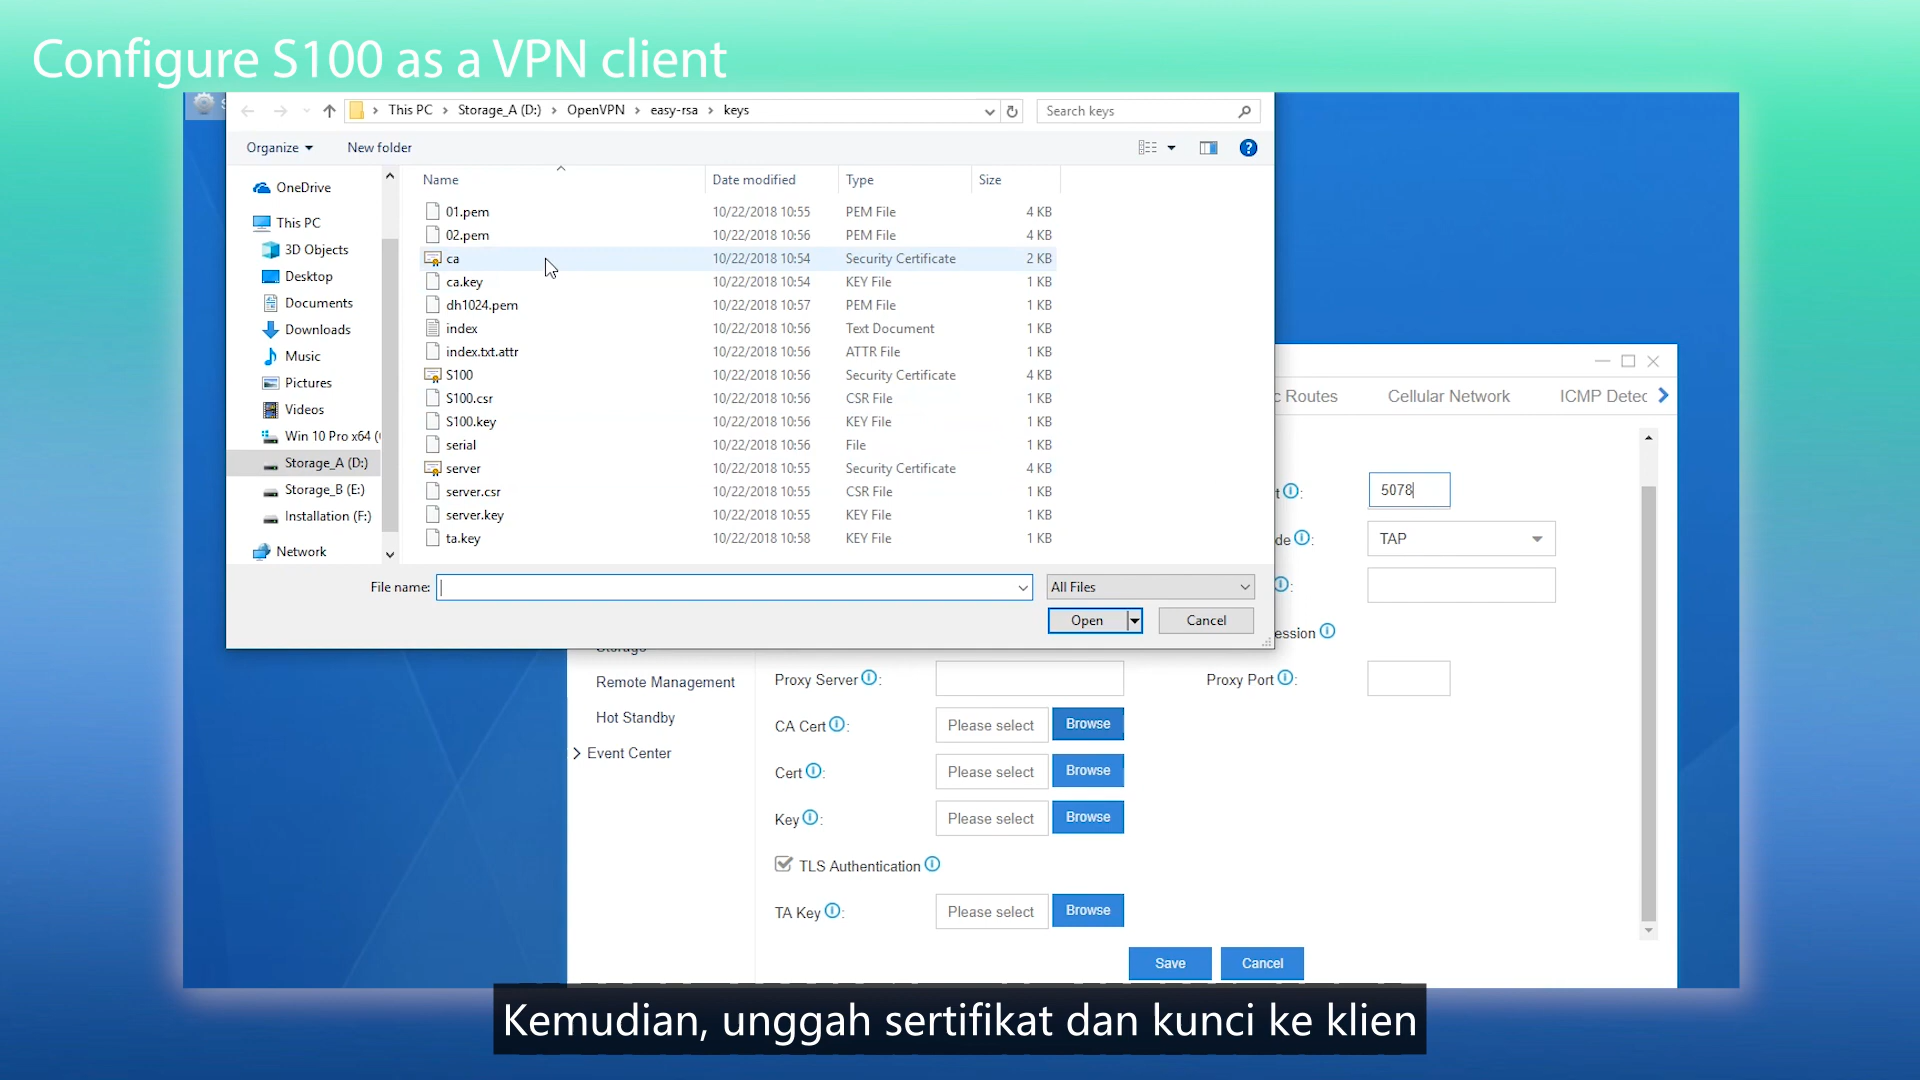 Configure S100 as a VPN client
This PC > Storage_A (D:) > OpenVPN > easy-rsa > keys
Search keys
Organize
New folder
Name
Date modified
Type
Size
OneDrive
This PC
3D Objects
Desktop
Documents
Downloads
Music
Pictures
Videos
Win 10 Pro x64 (
Storage_A (D:)
Storage_B (E:)
Installation (F:)
Network
01.pem 10/22/2018 10:55 PEM File 4 KB
02.pem 10/22/2018 10:56 PEM File 4 KB
ca 10/22/2018 10:54 Security Certificate 2 KB
ca.key 10/22/2018 10:54 KEY File 1 KB
dh1024.pem 10/22/2018 10:57 PEM File 1 KB
index 10/22/2018 10:56 Text Document 1 KB
index.txt.attr 10/22/2018 10:56 ATTR File 1 KB
S100 10/22/2018 10:56 Security Certificate 4 KB
S100.csr 10/22/2018 10:56 CSR File 1 KB
S100.key 10/22/2018 10:56 KEY File 1 KB
serial 10/22/2018 10:56 File 1 KB
server 10/22/2018 10:55 Security Certificate 4 KB
server.csr 10/22/2018 10:55 CSR File 1 KB
server.key 10/22/2018 10:55 KEY File 1 KB
ta.key 10/22/2018 10:58 KEY File 1 KB
File name:
All Files
Open
Cancel
c Routes
Cellular Network
ICMP Detec
t :
5078
de :
TAP
:
ession
Remote Management
Hot Standby
> Event Center
Proxy Server :
Proxy Port :
CA Cert :
Please select
Browse
Cert :
Please select
Browse
Key :
Please select
Browse
TLS Authentication
TA Key :
Please select
Browse
Save
Cancel
Kemudian, unggah sertifikat dan kunci ke klien